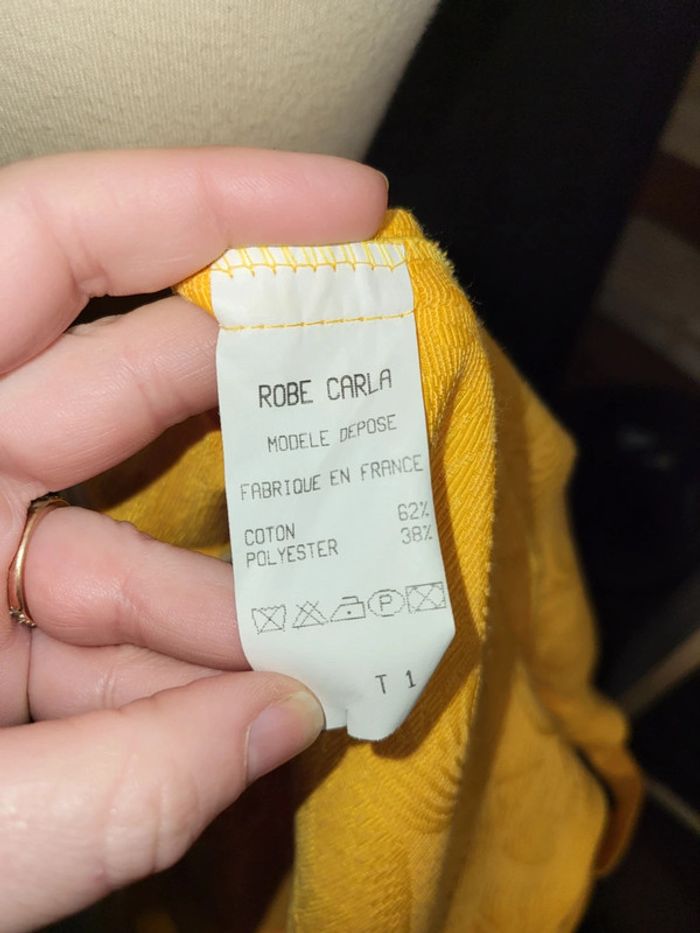 ROBE CARLA
MODELE DEPOSE
FABRIQUE EN FRANCE
COTON 62%
POLYESTER 38%
P
T 1